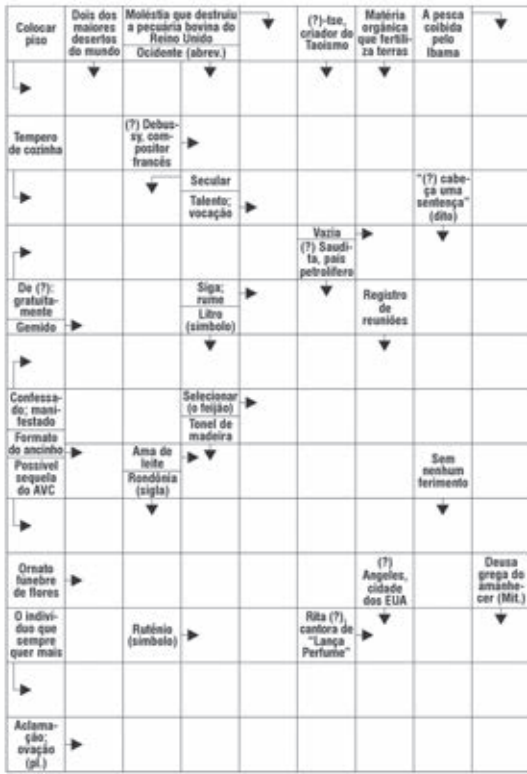 Colocar
piso
Dois dos
maiores
desertos
do mundo
Moléstia que destruiu
a pecuária bovina do
Reino Unido
Ocidente (abrev.)
(?)-tse,
criador do
Taoismo
Matéria
orgânica
que fertili-
za terras
A pesca
coibida
pelo
Ibama
Tempero
de cozinha
(?) Debus-
sy, com-
positor
francês
Secular
Talento;
vocação
"(?) cabe-
ça uma
sentença"
(dito)
Vazia
(?) Saudi-
ta, país
petrolífero
De (?):
gratuita-
mente
Gemido
Siga;
rume
Litro
(símbolo)
Registro
de
reuniões
Confessa-
do; mani-
festado
Formato
do ancinho
Selecionar
(o feijão)
Tonel de
madeira
Possível
sequela
do AVC
Ama de
leite
Rondônia
(sigla)
Sem
nenhum
ferimento
Ornato
fúnebre
de flores
(?)
Angeles,
cidade
dos EUA
Deusa
grega do
amanhe-
cer (Mit.)
O indiví-
duo que
sempre
quer mais
Rutênio
(símbolo)
Rita (?),
cantora de
"Lança
Perfume"
Aclama-
ção;
ovação
(pl.)